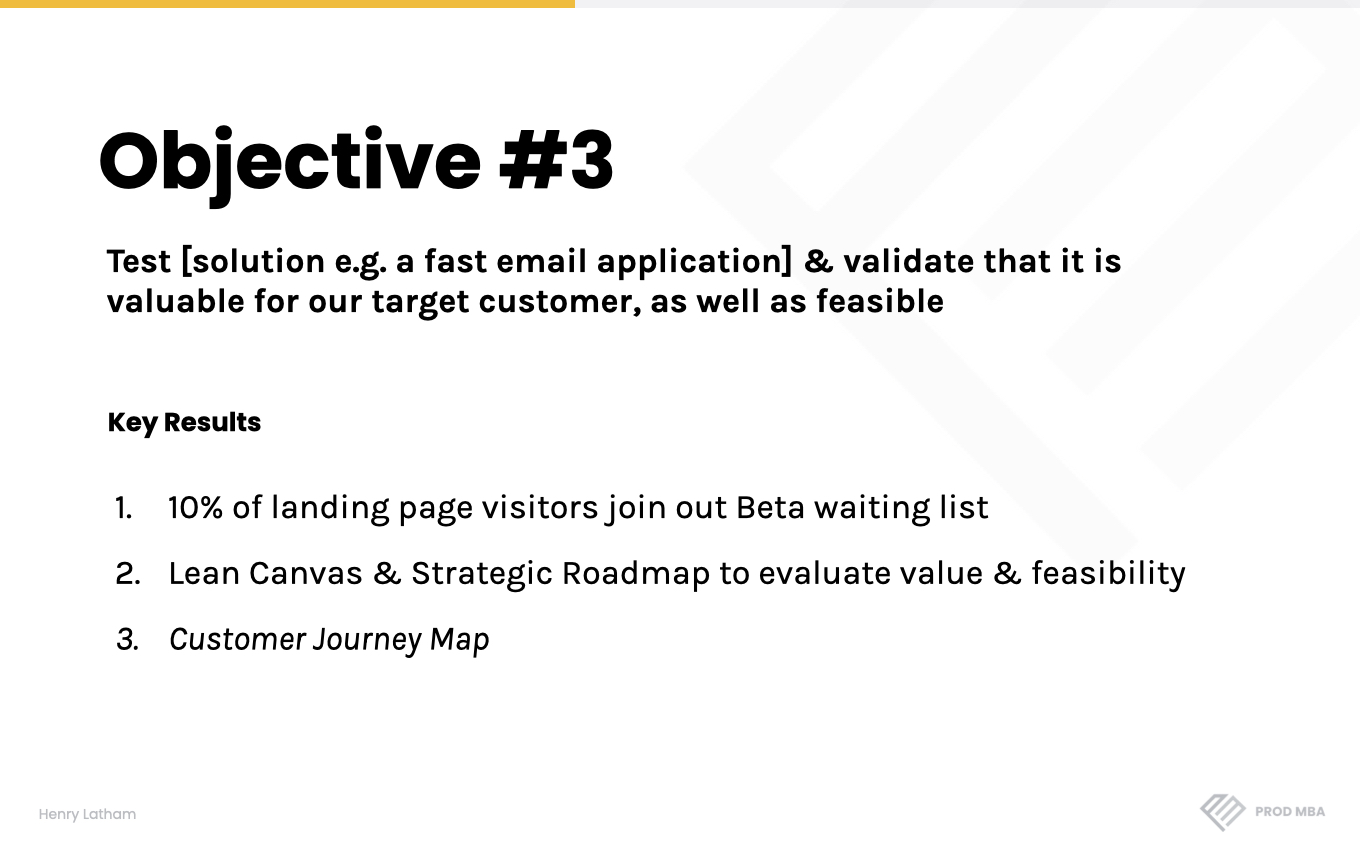 Objective #3
Test [solution e.g. a fast email application] & validate that it is
valuable for our target customer, as well as feasible
Key Results
1. 10% of landing page visitors join out Beta waiting list
2. Lean Canvas & Strategic Roadmap to evaluate value & feasibility
3. Customer Journey Map
Henry Latham
PROD MBA